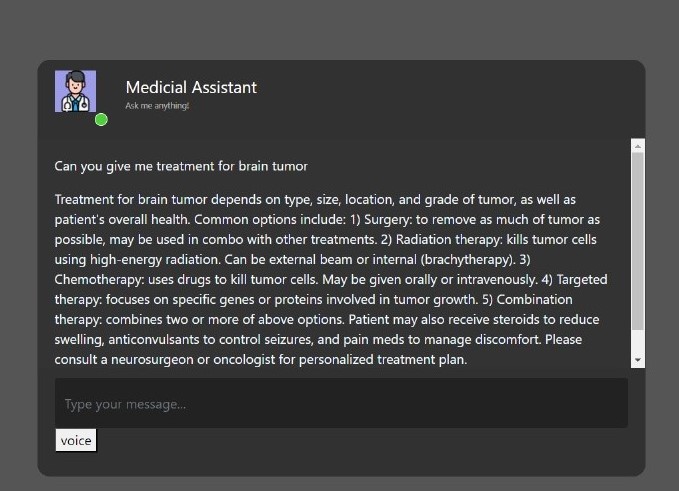 Medicial Assistant
Ask me anything!
Can you give me treatment for brain tumor
Treatment for brain tumor depends on type, size, location, and grade of tumor, as well as
patient's overall health. Common options include: 1) Surgery: to remove as much of tumor as
possible, may be used in combo with other treatments. 2) Radiation therapy: kills tumor cells
using high-energy radiation. Can be external beam or internal (brachytherapy). 3)
Chemotherapy: uses drugs to kill tumor cells. May be given orally or intravenously. 4) Targeted
therapy: focuses on specific genes or proteins involved in tumor growth. 5) Combination
therapy: combines two or more of above options. Patient may also receive steroids to reduce
swelling, anticonvulsants to control seizures, and pain meds to manage discomfort. Please
consult a neurosurgeon or oncologist for personalized treatment plan.
Type your message...
voice